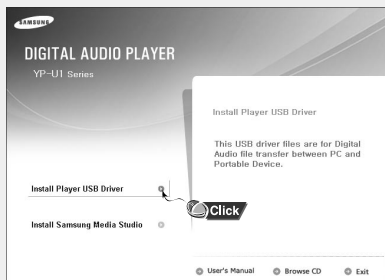 SAMSUNG
DIGITAL AUDIO PLAYER
YP-U1 Series
Install Player USB Driver
This USB driver files are for Digital
Audio file transfer between PC and
Portable Device.
Install Player USB Driver
Click
Install Samsung Media Studio
User's Manual
Browse CD
Exit